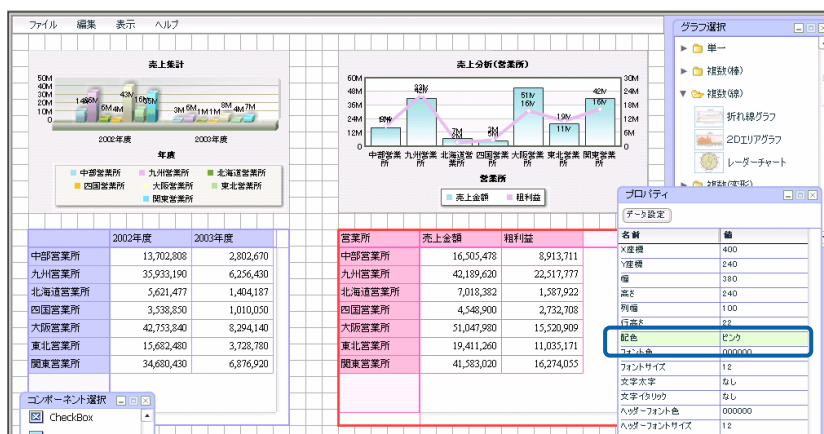 ファイル 編集 表示 ヘルプ
売上集計
50M
40M
30M
20M
10M
0
43M
3M 5M 1M 1M 8M 4M 7M
2002年度 2003年度
年度
中部営業所 九州営業所 北海道営業所
四国営業所 大阪営業所 東北営業所
関東営業所
売上分析(営業所)
60M
48M
36M
24M
12M
0
30M
24M
18M
12M
6M
0
51M
16M
19M
11M
42M
16M
中部営業所 九州営業所 北海道営業所 四国営業所 大阪営業所 東北営業所 関東営業所
営業所
売上金額 粗利益
グラフ選択
単一
複数(棒)
複数(線)
折れ線グラフ
2Dエリアグラフ
レーダーチャート
複数(変形)
2002年度 2003年度
中部営業所 13,702,808 2,802,670
九州営業所 35,933,190 6,256,430
北海道営業所 5,621,477 1,404,187
四国営業所 3,538,850 1,010,050
大阪営業所 42,753,840 8,294,140
東北営業所 15,682,480 3,728,780
関東営業所 34,680,430 6,876,920
営業所 売上金額 粗利益
中部営業所 16,505,478 8,913,711
九州営業所 42,189,620 22,517,777
北海道営業所 7,018,382 1,587,922
四国営業所 4,548,900 2,732,708
大阪営業所 51,047,980 15,520,909
東北営業所 19,411,260 11,035,171
関東営業所 41,583,020 16,274,055
プロパティ
データ設定
名前 値
X座標 400
Y座標 240
幅 380
高さ 240
列幅 100
行高さ 22
配色 ピンク
フォント色 000000
フォントサイズ 12
文字太字 なし
文字イタリック なし
ヘッダーフォント色 000000
ヘッダーフォントサイズ 12
コンポーネント選択
CheckBox